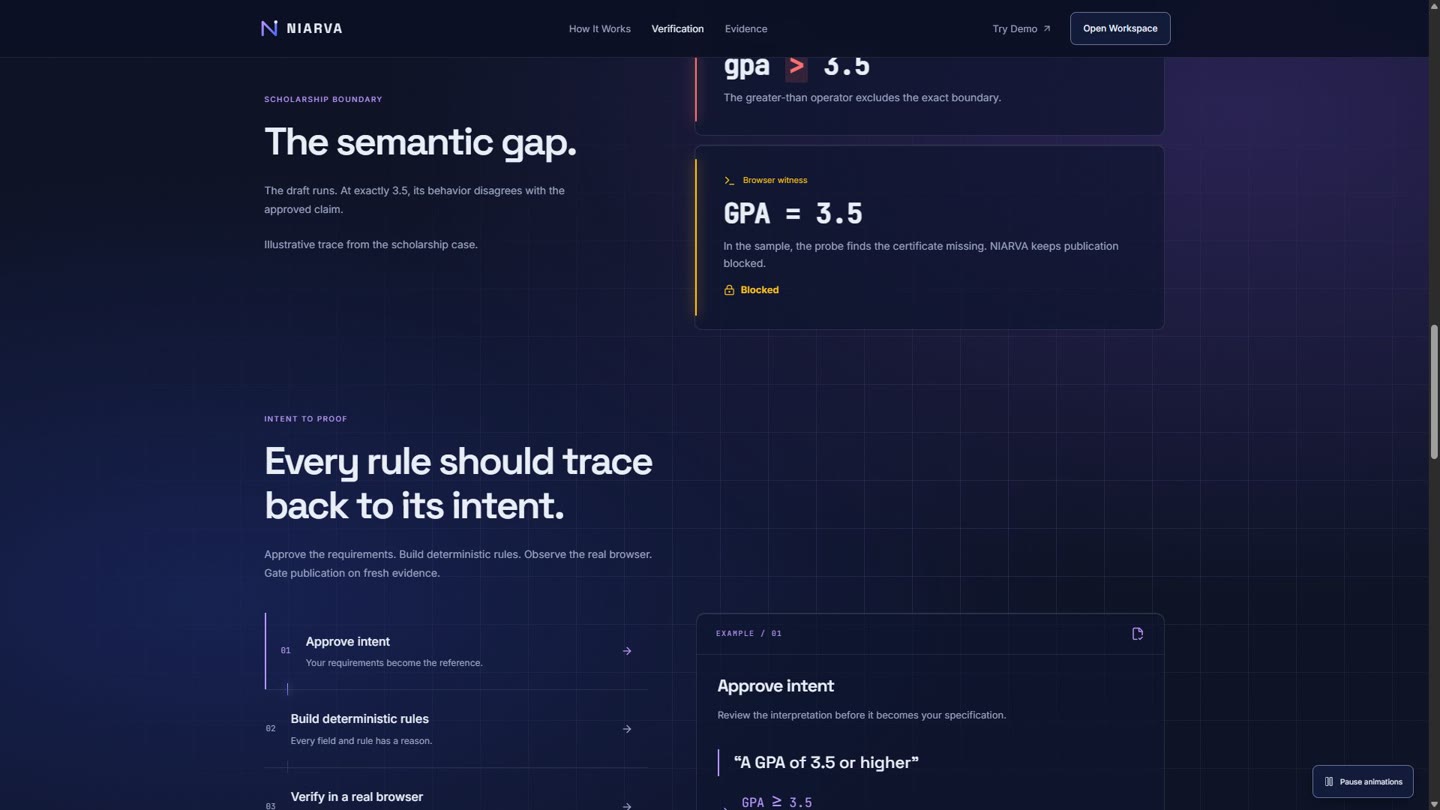 NIARVA
How It Works
Verification
Evidence
Try Demo
Open Workspace
SCHOLARSHIP BOUNDARY
The semantic gap.
The draft runs. At exactly 3.5, its behavior disagrees with the
approved claim.
Illustrative trace from the scholarship case.
gpa > 3.5
The greater-than operator excludes the exact boundary.
Browser witness
GPA = 3.5
In the sample, the probe finds the certificate missing. NIARVA keeps publication
blocked.
Blocked
INTENT TO PROOF
Every rule should trace
back to its intent.
Approve the requirements. Build deterministic rules. Observe the real browser.
Gate publication on fresh evidence.
01
Approve intent
Your requirements become the reference.
02
Build deterministic rules
Every field and rule has a reason.
03
Verify in a real browser
EXAMPLE / 01
Approve intent
Review the interpretation before it becomes your specification.
“A GPA of 3.5 or higher”
GPA ≥ 3.5
Pause animations